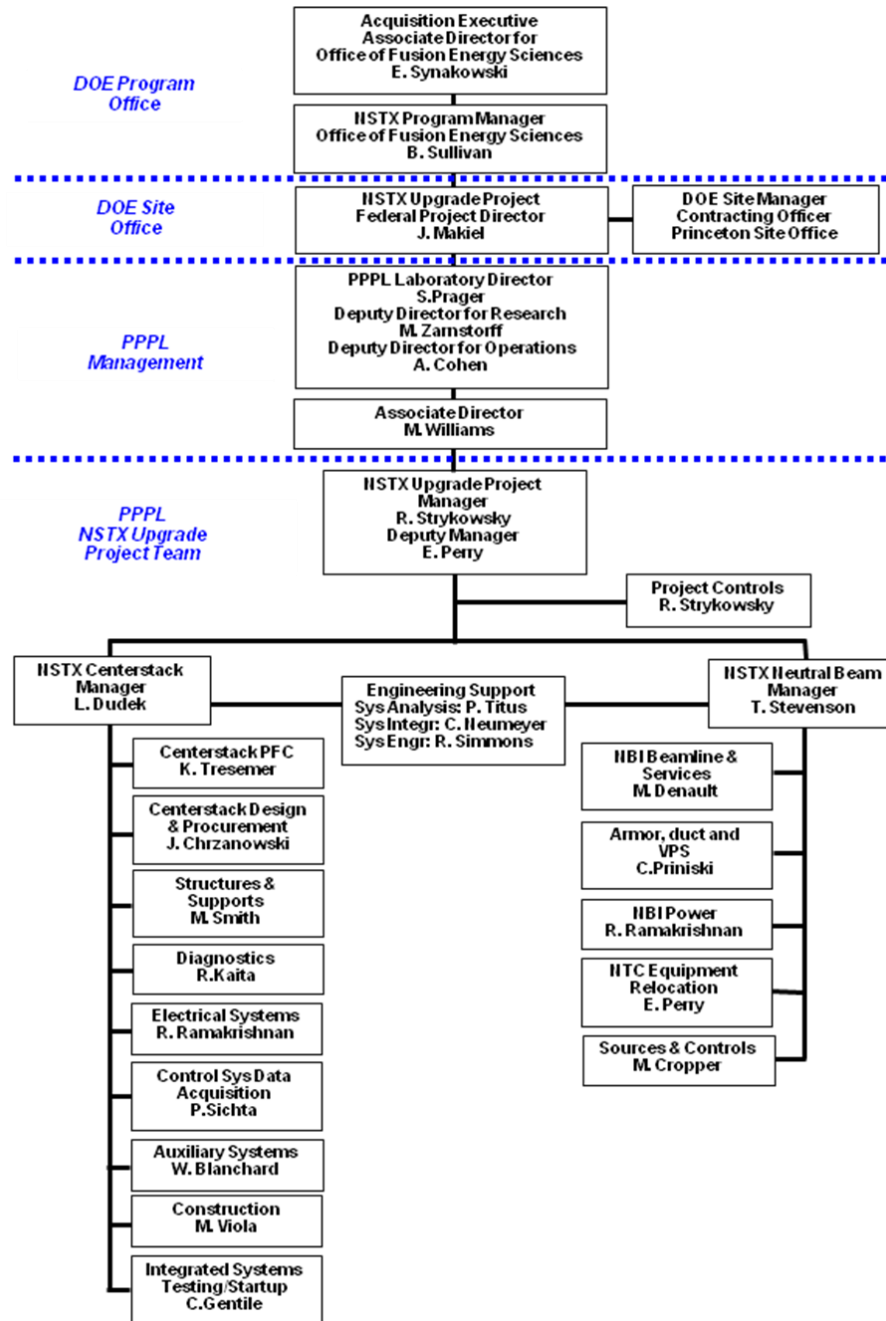 Acquisition Executive
Associate Director for
Office of Fusion Energy Sciences
E. Synakowski
DOE Program
Office
NSTX Program Manager
Office of Fusion Energy Sciences
B. Sullivan
DOE Site
Office
NSTX Upgrade Project
Federal Project Director
J. Makiel
DOE Site Manager
Contracting Officer
Princeton Site Office
PPPL
Management
PPPL Laboratory Director
S.Prager
Deputy Director for Research
M. Zarnstorff
Deputy Director for Operations
A. Cohen
Associate Director
M. Williams
PPPL
NSTX Upgrade
Project Team
NSTX Upgrade Project
Manager
R. Strykowsky
Deputy Manager
E. Perry
Project Controls
R. Strykowsky
NSTX Centerstack
Manager
L. Dudek
Engineering Support
Sys Analysis: P. Titus
Sys Integr: C. Neumeyer
Sys Engr: R. Simmons
NSTX Neutral Beam
Manager
T. Stevenson
Centerstack PFC
K. Tresemer
Centerstack Design
& Procurement
J. Chrzanowski
Structures &
Supports
M. Smith
Diagnostics
R.Kaita
Electrical Systems
R. Ramakrishnan
Control Sys Data
Acquisition
P.Sichta
Auxiliary Systems
W. Blanchard
Construction
M. Viola
Integrated Systems
Testing/Startup
C.Gentile
NBI Beamline &
Services
M. Denault
Armor, duct and
VPS
C.Priniski
NBI Power
R. Ramakrishnan
NTC Equipment
Relocation
E. Perry
Sources & Controls
M. Cropper